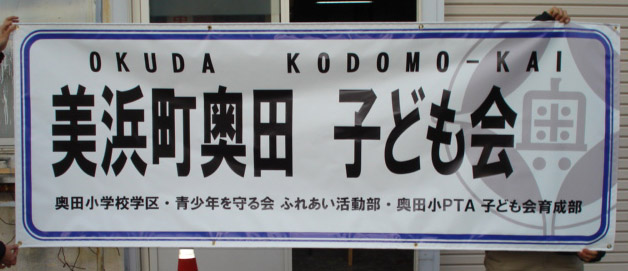 OKUDA KODOMO-KAI
美浜町奥田 子ども会
奥田小学校学区・青少年を守る会 ふれあい活動部・奥田小PTA 子ども会育成部